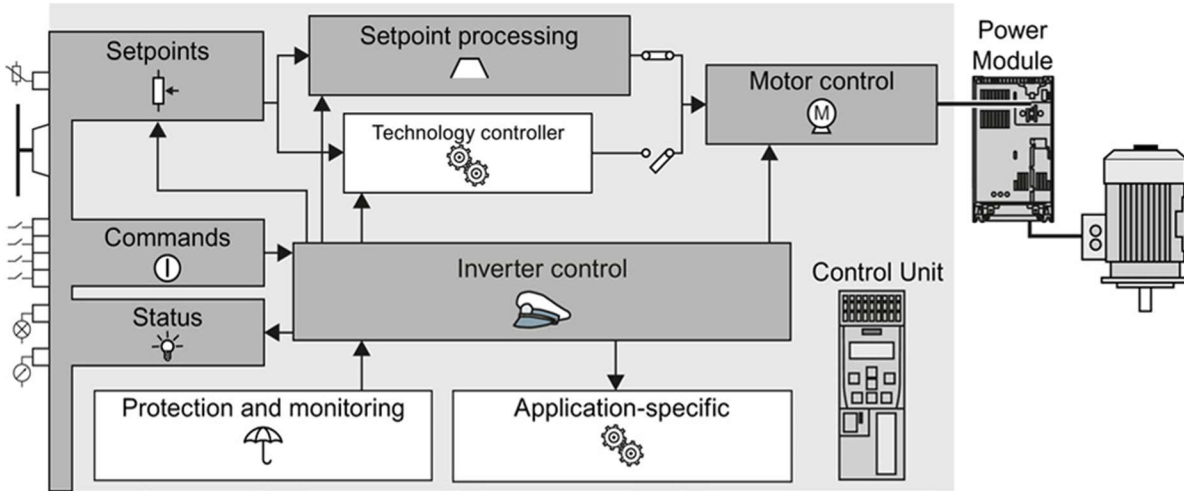 Setpoints
Setpoint processing
Power
Module
Motor control
M
Technology controller
Commands
Inverter control
Control Unit
Status
Protection and monitoring
Application-specific